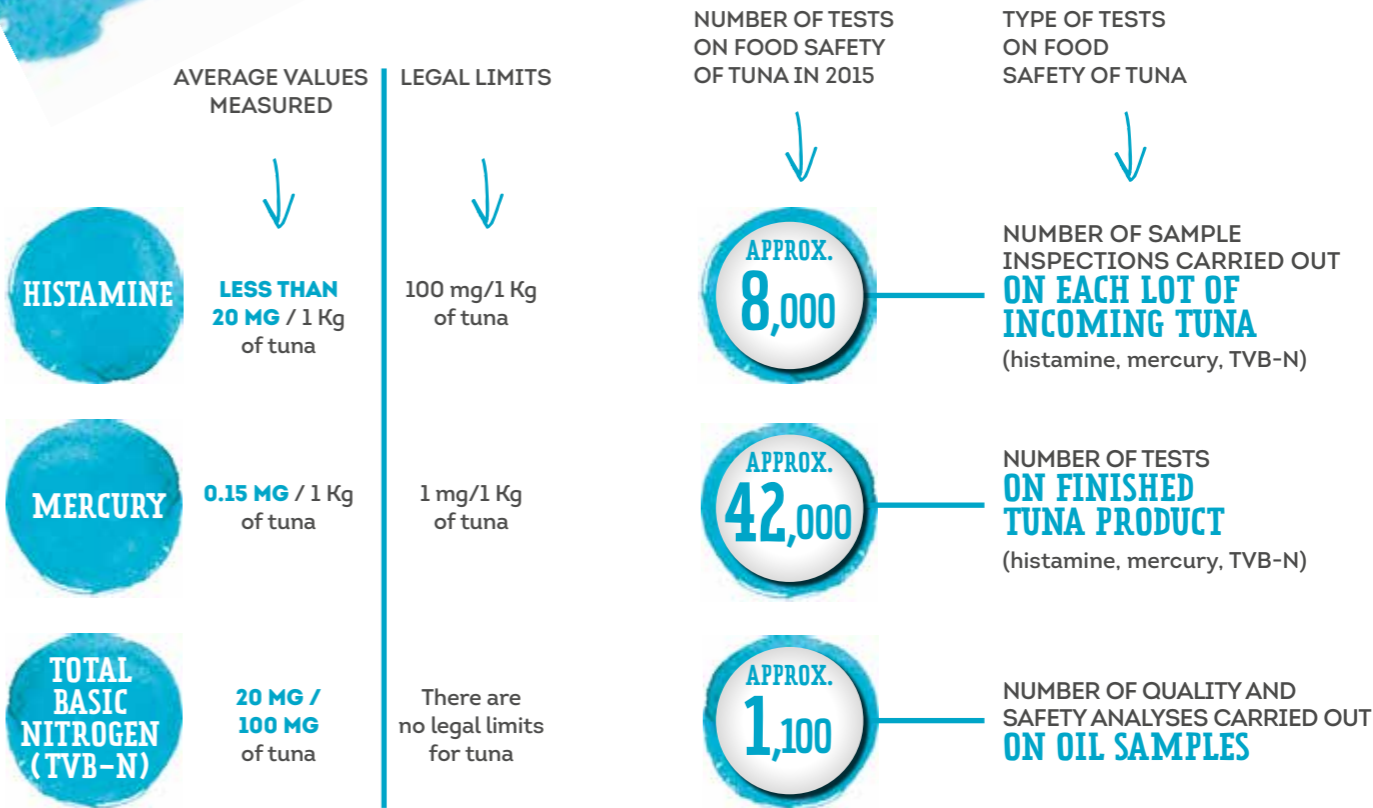 AVERAGE VALUES
MEASURED
LEGAL LIMITS
HISTAMINE
LESS THAN
20 MG / 1 Kg
of tuna
100 mg/1 Kg
of tuna
MERCURY
0.15 MG / 1 Kg
of tuna
1 mg/1 Kg
of tuna
TOTAL
BASIC
NITROGEN
(TVB-N)
20 MG /
100 MG
of tuna
There are
no legal limits
for tuna
NUMBER OF TESTS
ON FOOD SAFETY
OF TUNA IN 2015
TYPE OF TESTS
ON FOOD
SAFETY OF TUNA
APPROX.
8,000
NUMBER OF SAMPLE
INSPECTIONS CARRIED OUT
ON EACH LOT OF
INCOMING TUNA
(histamine, mercury, TVB-N)
APPROX.
42,000
NUMBER OF TESTS
ON FINISHED
TUNA PRODUCT
(histamine, mercury, TVB-N)
APPROX.
1,100
NUMBER OF QUALITY AND
SAFETY ANALYSES CARRIED OUT
ON OIL SAMPLES